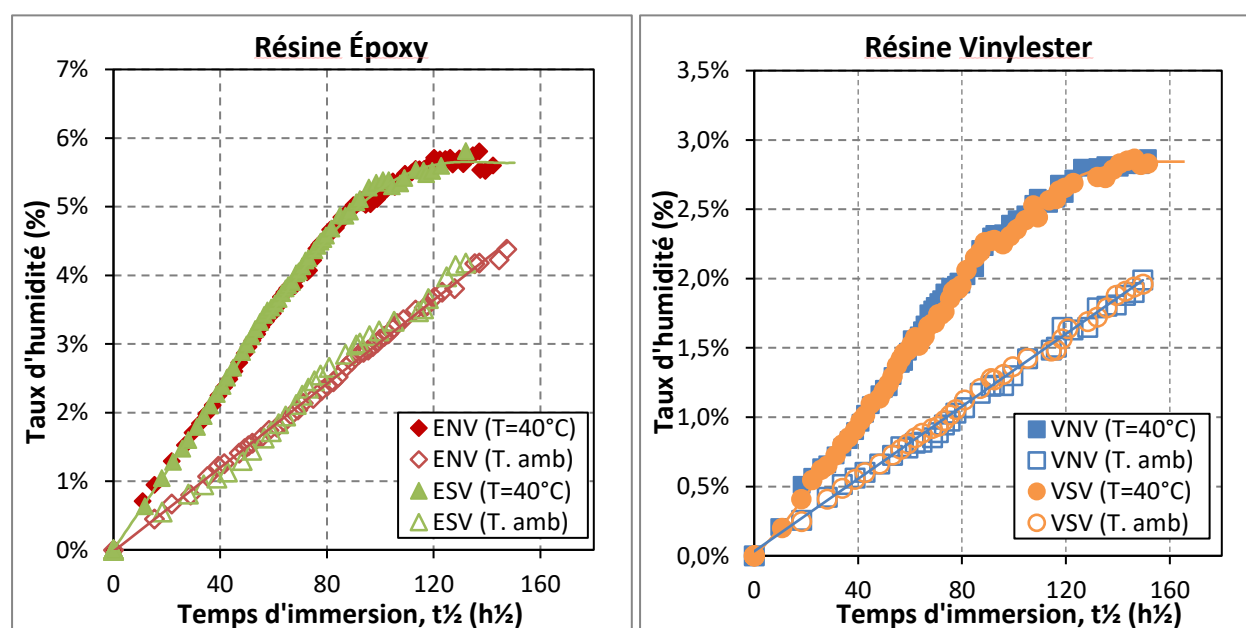 Résine Époxy
7%
6%
5%
4%
3%
2%
1%
0%
Taux d'humidité (%)
ENV (T=40°C)
ENV (T. amb)
ESV (T=40°C)
ESV (T. amb)
0 40 80 120 160
Temps d'immersion, t½ (h½)
Résine Vinylester
3,5%
3,0%
2,5%
2,0%
1,5%
1,0%
0,5%
0,0%
Taux d'humidité (%)
VNV (T=40°C)
VNV (T. amb)
VSV (T=40°C)
VSV (T. amb)
0 40 80 120 160
Temps d'immersion, t½ (h½)